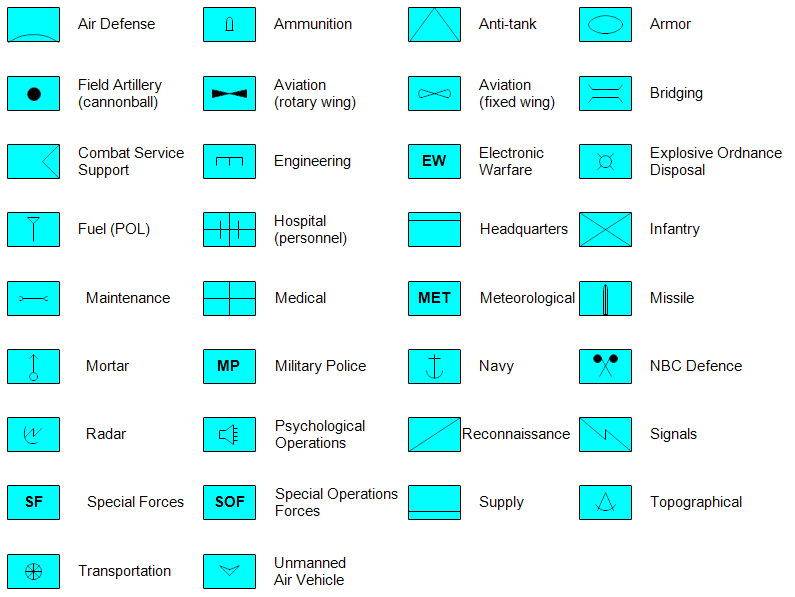 Air Defense
Ammunition
Anti-tank
Armor
Field Artillery
(cannonball)
Aviation
(rotary wing)
Aviation
(fixed wing)
Bridging
Combat Service
Support
Engineering
EW
Electronic
Warfare
Explosive Ordnance
Disposal
Fuel (POL)
Hospital
(personnel)
Headquarters
Infantry
Maintenance
Medical
MET
Meteorological
Missile
Mortar
MP
Military Police
Navy
NBC Defence
Radar
Psychological
Operations
Reconnaissance
Signals
SF
Special Forces
SOF
Special Operations
Forces
Supply
Topographical
Transportation
Unmanned
Air Vehicle